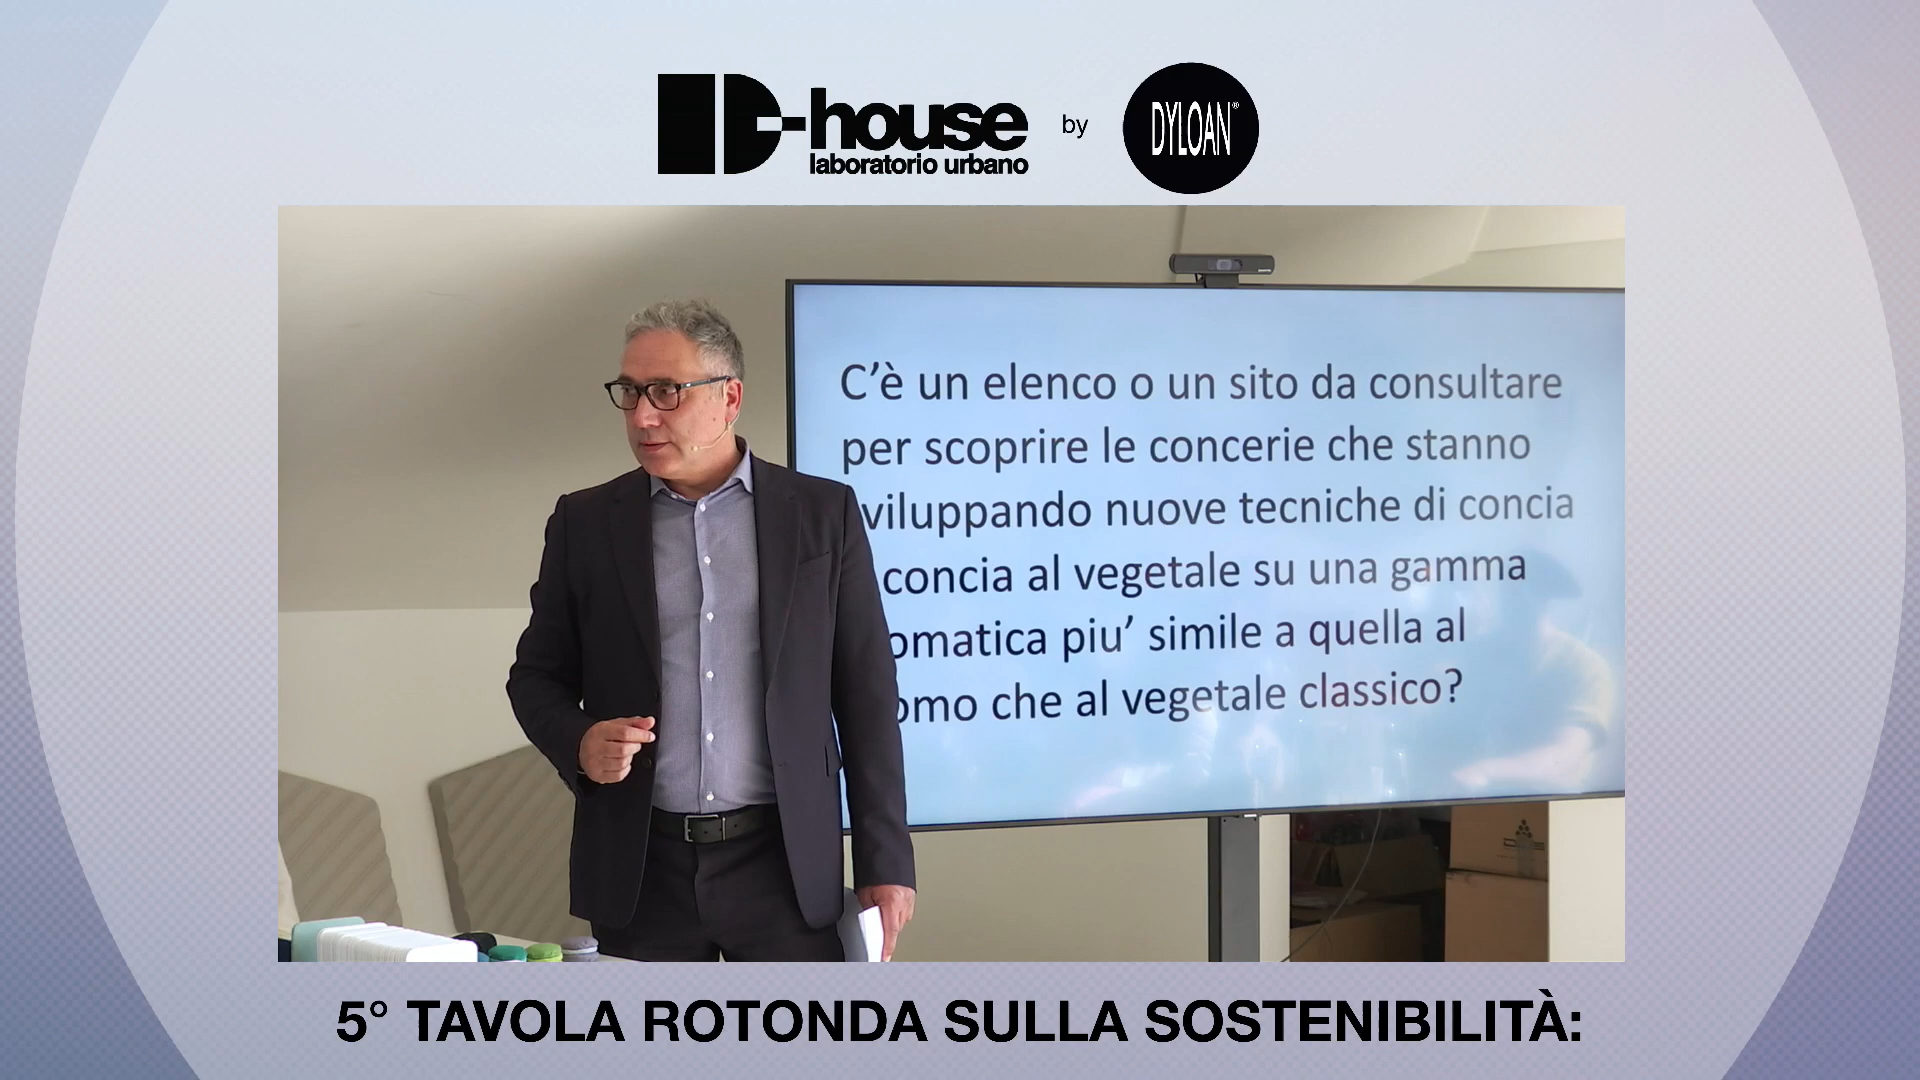 D-house
laboratorio urbano
by
DYLOAN®
C'è un elenco o un sito da consultare
per scoprire le concerie che stanno
viluppando nuove tecniche di concia
concia al vegetale su una gamma
omatica piu' simile a quella al
omo che al vegetale classico?
5° TAVOLA ROTONDA SULLA SOSTENIBILITÀ: